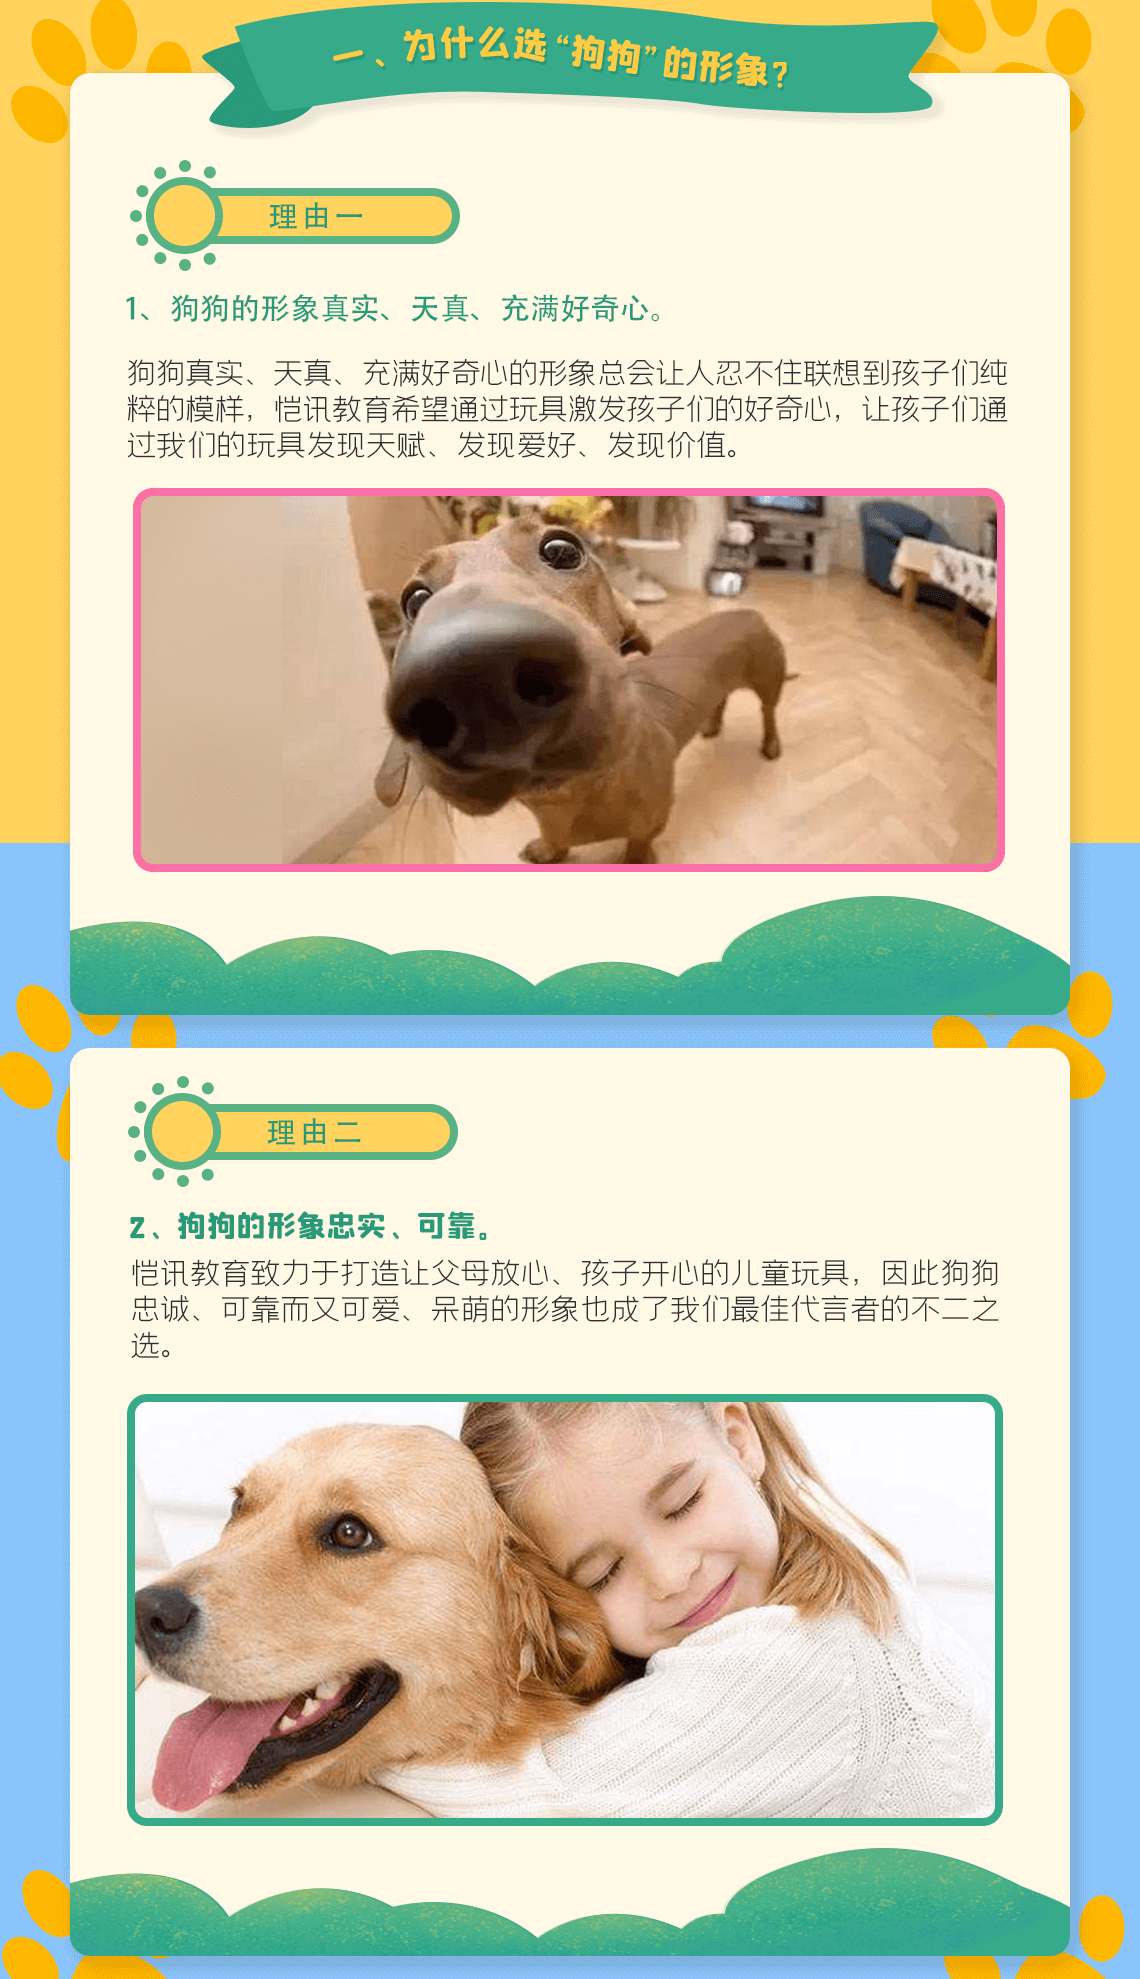 一、为什么选“狗狗”的形象？
理由一
1、狗狗的形象真实、天真、充满好奇心。
狗狗真实、天真、充满好奇心的形象总会让人忍不住联想到孩子们纯
粹的模样，恺讯教育希望通过玩具激发孩子们的好奇心，让孩子们通
过我们的玩具发现天赋、发现爱好、发现价值。
理由二
2、狗狗的形象忠实、可靠。
恺讯教育致力于打造让父母放心、孩子开心的儿童玩具，因此狗狗
忠诚、可靠而又可爱、呆萌的形象也成了我们最佳代言者的不二之
选。